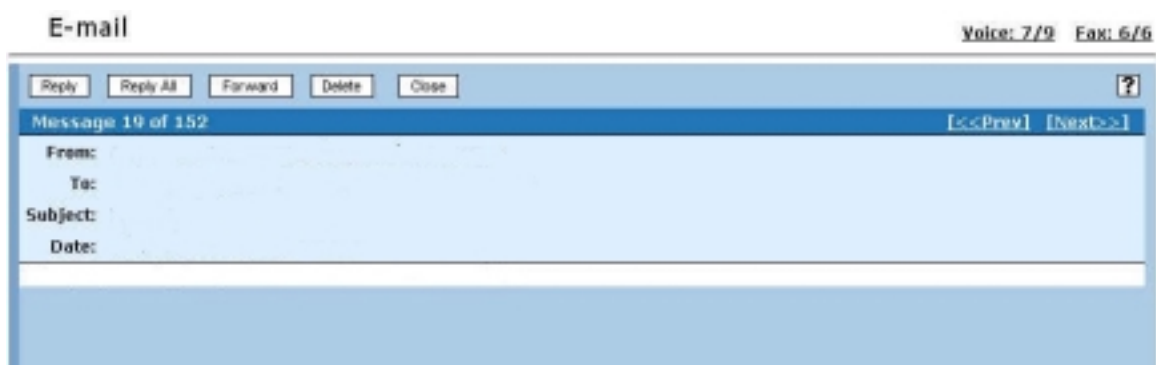 E-mail
Voice: 7/9 Fax: 6/6
Reply Reply All Forward Delete Close ?
Message 19 of 152 [<<Prev] [Next>>]
From:
To:
Subject:
Date: